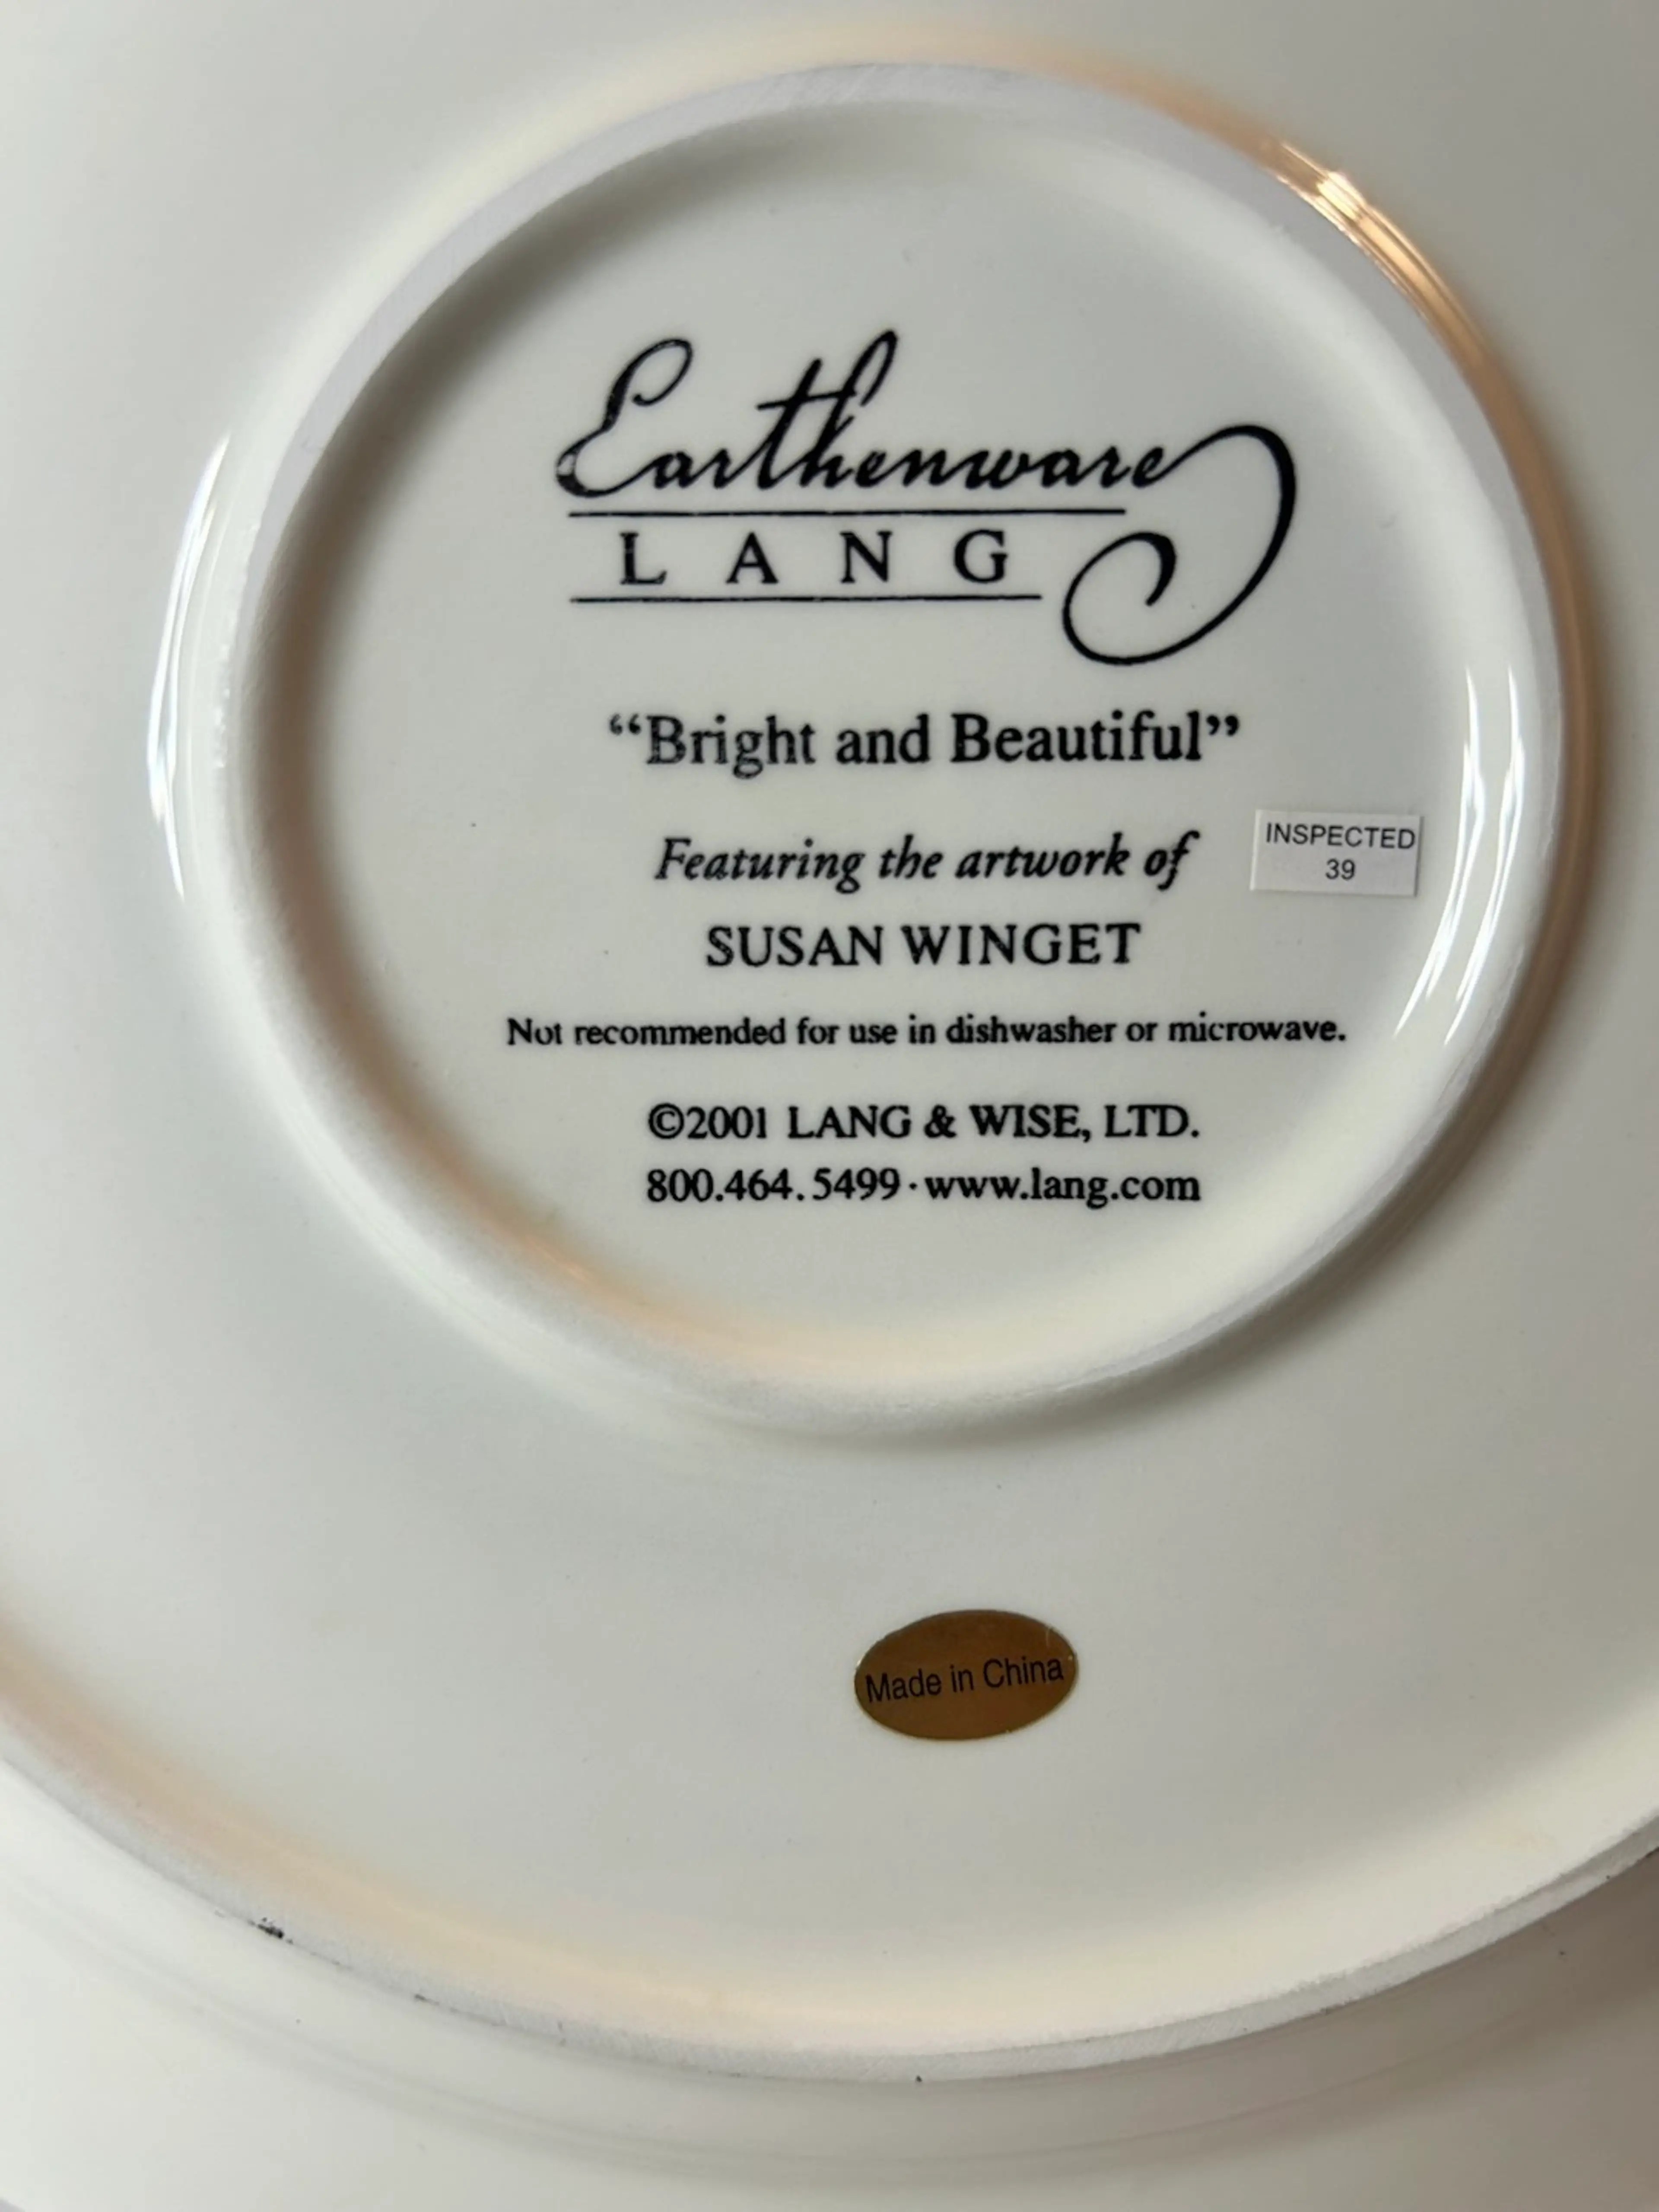 Earthenware
LANG
“Bright and Beautiful”
Featuring the artwork of
SUSAN WINGET
INSPECTED
39
Not recommended for use in dishwasher or microwave.
©2001 LANG & WISE, LTD.
800.464.5499 · www.lang.com
Made in China